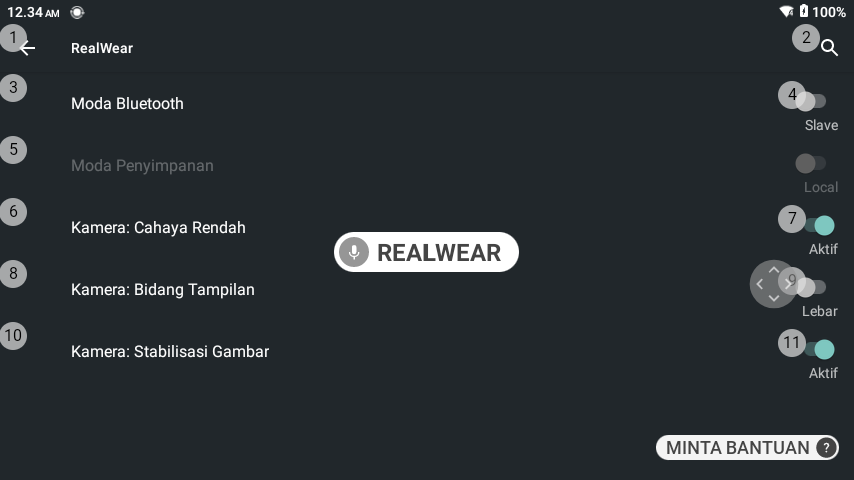 12.34 AM
100%
1
RealWear
2
3
Moda Bluetooth
4
Slave
5
Moda Penyimpanan
Local
6
Kamera: Cahaya Rendah
7
Aktif
REALWEAR
8
Kamera: Bidang Tampilan
9
Lebar
10
Kamera: Stabilisasi Gambar
11
Aktif
MINTA BANTUAN ?